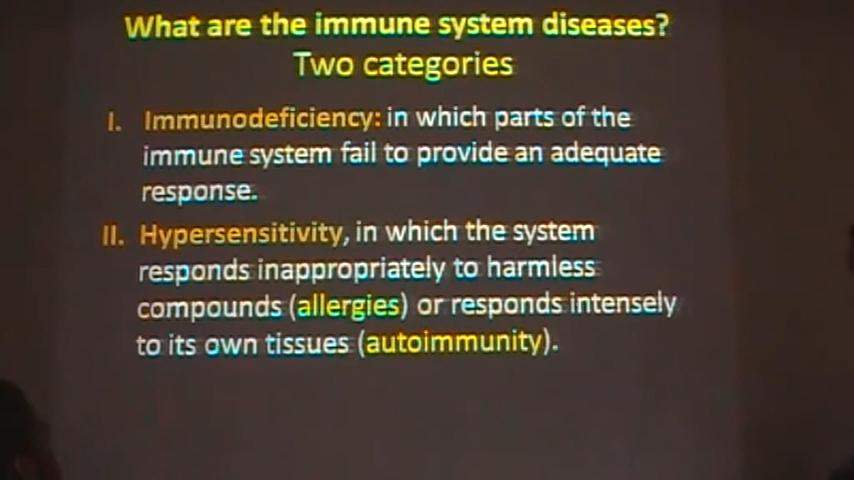 What are the immune system diseases?
Two categories
I. Immunodeficiency: in which parts of the
immune system fail to provide an adequate
response.
II. Hypersensitivity, in which the system
responds inappropriately to harmless
compounds (allergies) or responds intensely
to its own tissues (autoimmunity).